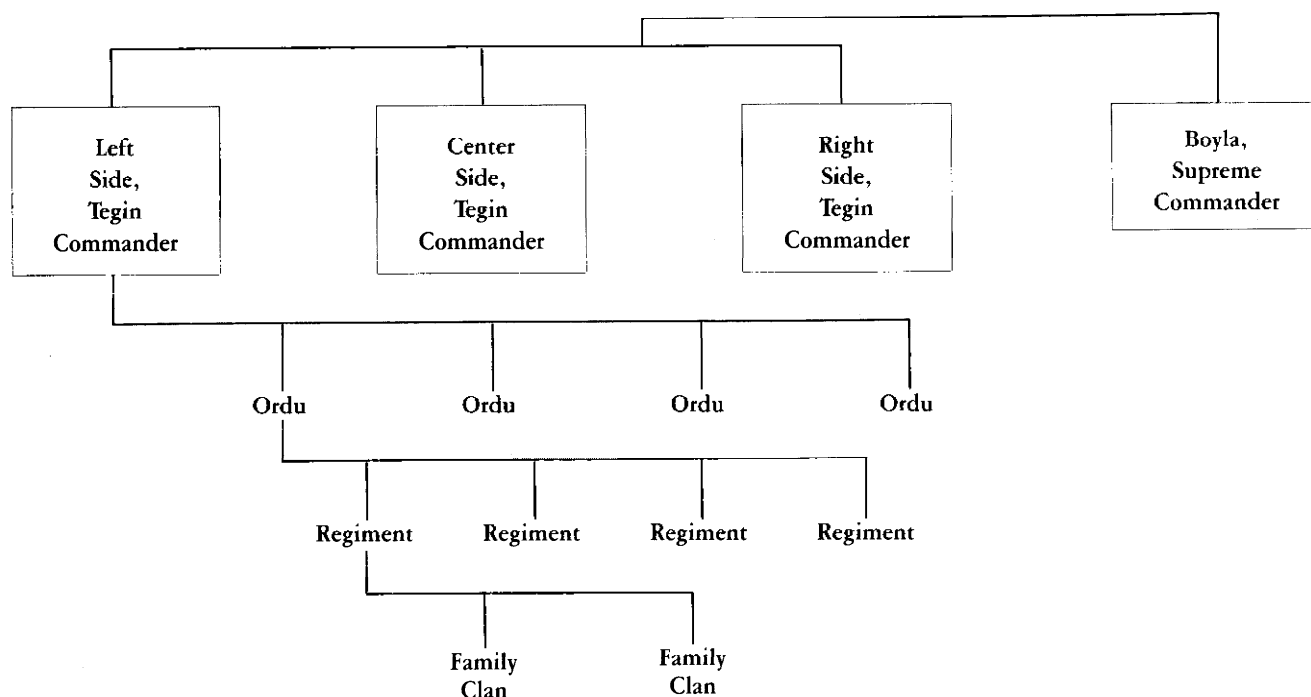 Left
Side,
Tegin
Commander
Center
Side,
Tegin
Commander
Right
Side,
Tegin
Commander
Boyla,
Supreme
Commander
Ordu
Ordu
Ordu
Ordu
Regiment
Regiment
Regiment
Regiment
Family
Clan
Family
Clan